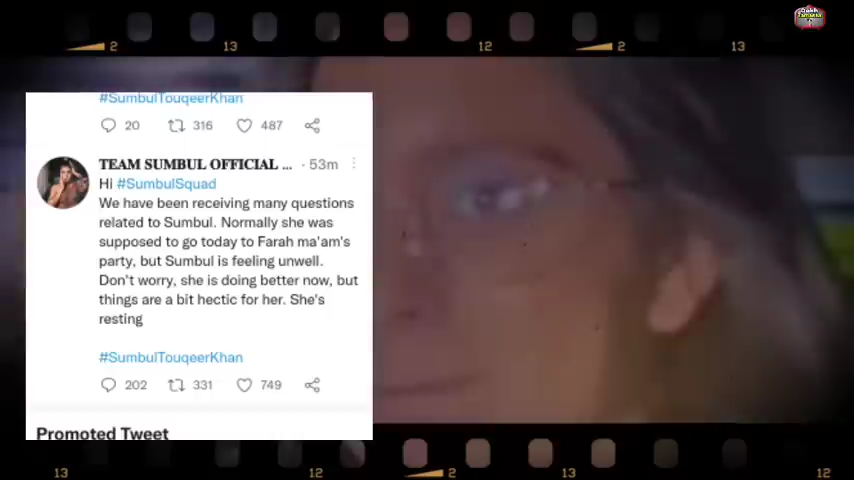 2
13
12
2
13
#SumbulTouqeerKhan
20 316 487
TEAM SUMBUL OFFICIAL ... · 53m
Hi #SumbulSquad
We have been receiving many questions
related to Sumbul. Normally she was
supposed to go today to Farah ma'am's
party, but Sumbul is feeling unwell.
Don't worry, she is doing better now, but
things are a bit hectic for her. She's
resting
#SumbulTouqeerKhan
202 331 749
Promoted Tweet
13
12
2
13
12